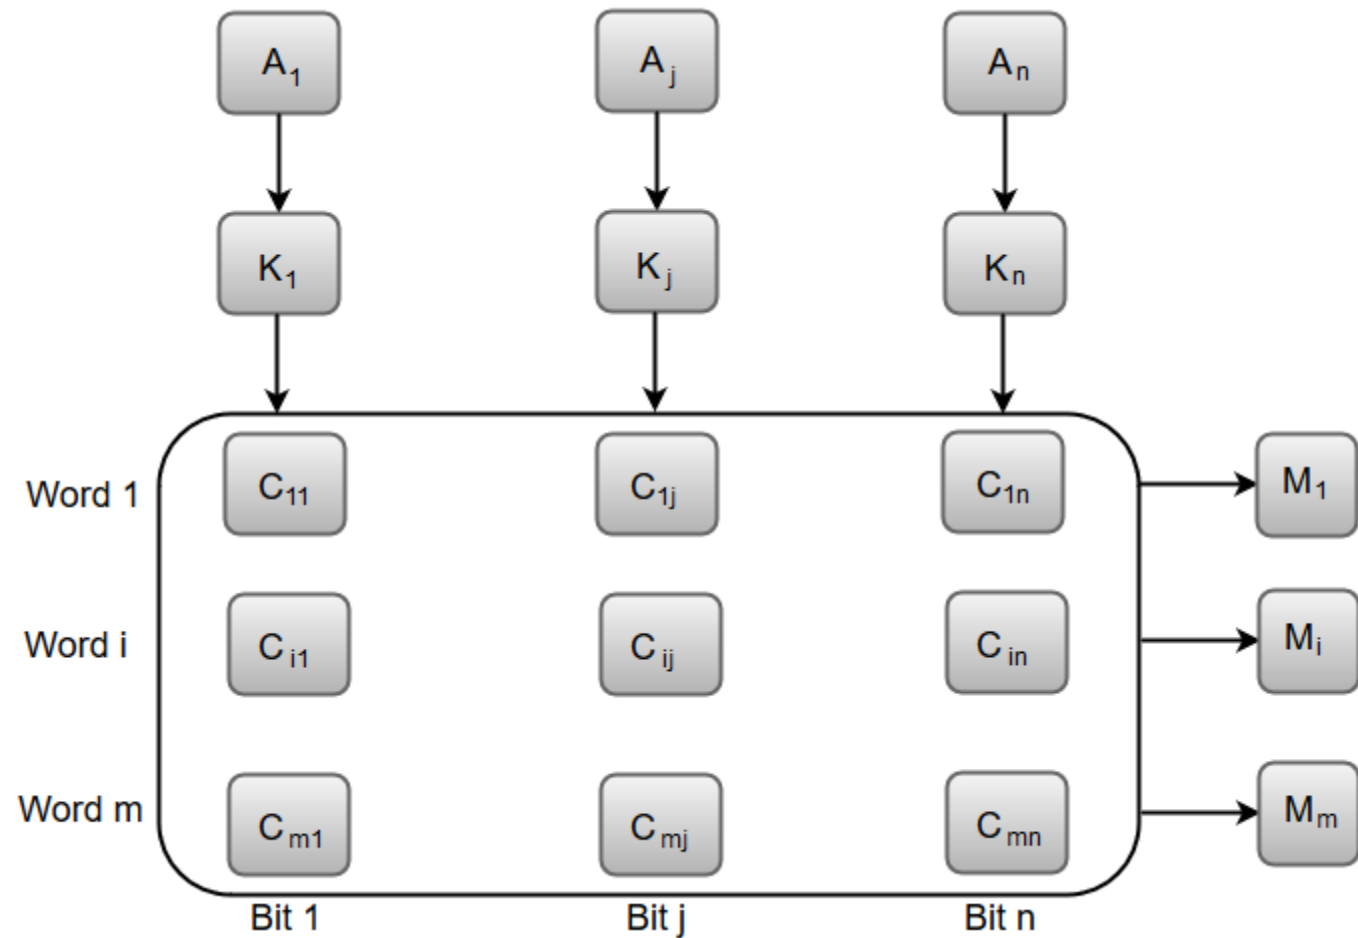 A1 Aj An
K1 Kj Kn
Word 1 C11 C1j C1n M1
Word i Ci1 Cij Cin Mi
Word m Cm1 Cmj Cmn Mm
Bit 1 Bit j Bit n